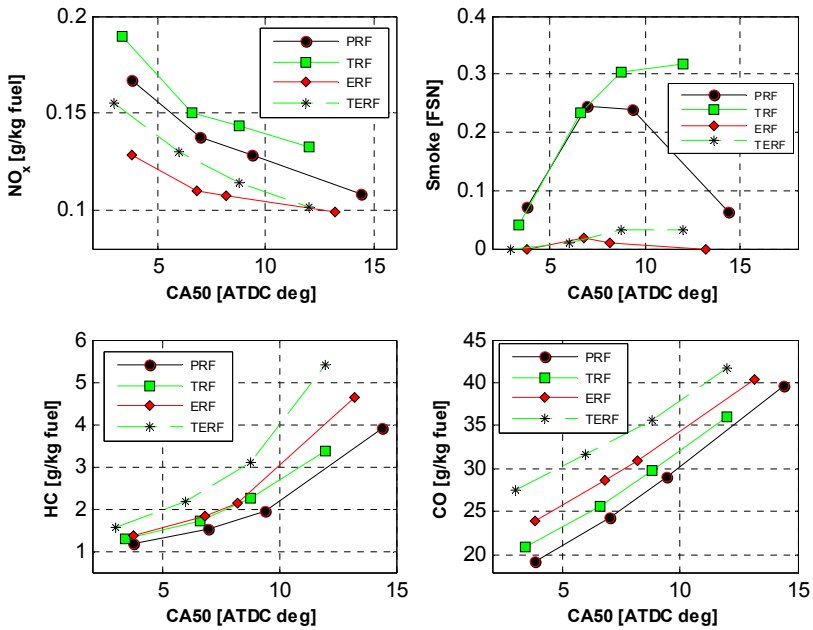 0.2
0.15
0.1
NOx [g/kg fuel]
PRF
TRF
ERF
TERF
5
10
15
CA50 [ATDC deg]
0.4
0.3
0.2
0.1
0
Smoke [FSN]
PRF
TRF
ERF
TERF
5
10
15
CA50 [ATDC deg]
6
5
4
3
2
1
HC [g/kg fuel]
PRF
TRF
ERF
TERF
5
10
15
CA50 [ATDC deg]
45
40
35
30
25
20
CO [g/kg fuel]
PRF
TRF
ERF
TERF
5
10
15
CA50 [ATDC deg]